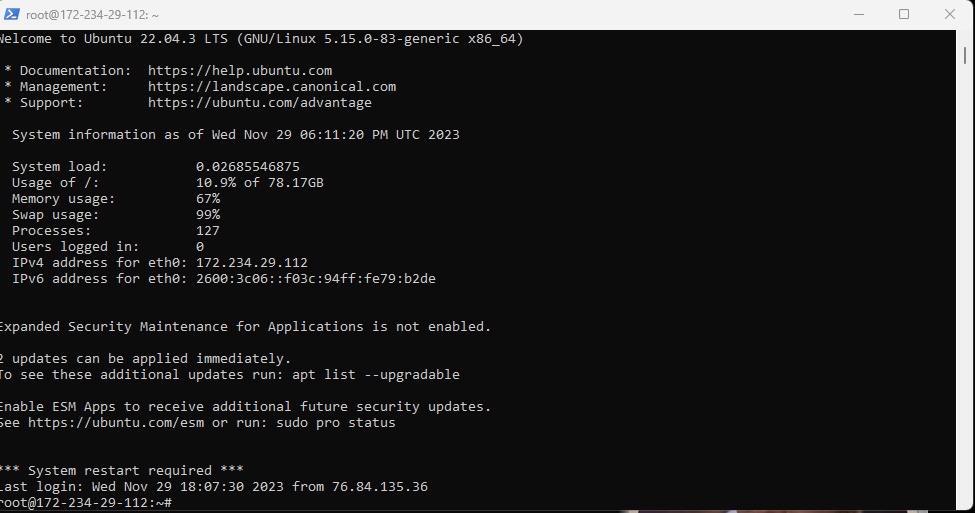 root@172-234-29-112: ~
Welcome to Ubuntu 22.04.3 LTS (GNU/Linux 5.15.0-83-generic x86_64)
* Documentation: https://help.ubuntu.com
* Management: https://landscape.canonical.com
* Support: https://ubuntu.com/advantage
System information as of Wed Nov 29 06:11:20 PM UTC 2023
System load: 0.02685546875
Usage of /: 10.9% of 78.17GB
Memory usage: 67%
Swap usage: 99%
Processes: 127
Users logged in: 0
IPv4 address for eth0: 172.234.29.112
IPv6 address for eth0: 2600:3c06::f03c:94ff:fe79:b2de
Expanded Security Maintenance for Applications is not enabled.
2 updates can be applied immediately.
To see these additional updates run: apt list --upgradable
Enable ESM Apps to receive additional future security updates.
See https://ubuntu.com/esm or run: sudo pro status
*** System restart required ***
Last login: Wed Nov 29 18:07:30 2023 from 76.84.135.36
root@172-234-29-112:~#